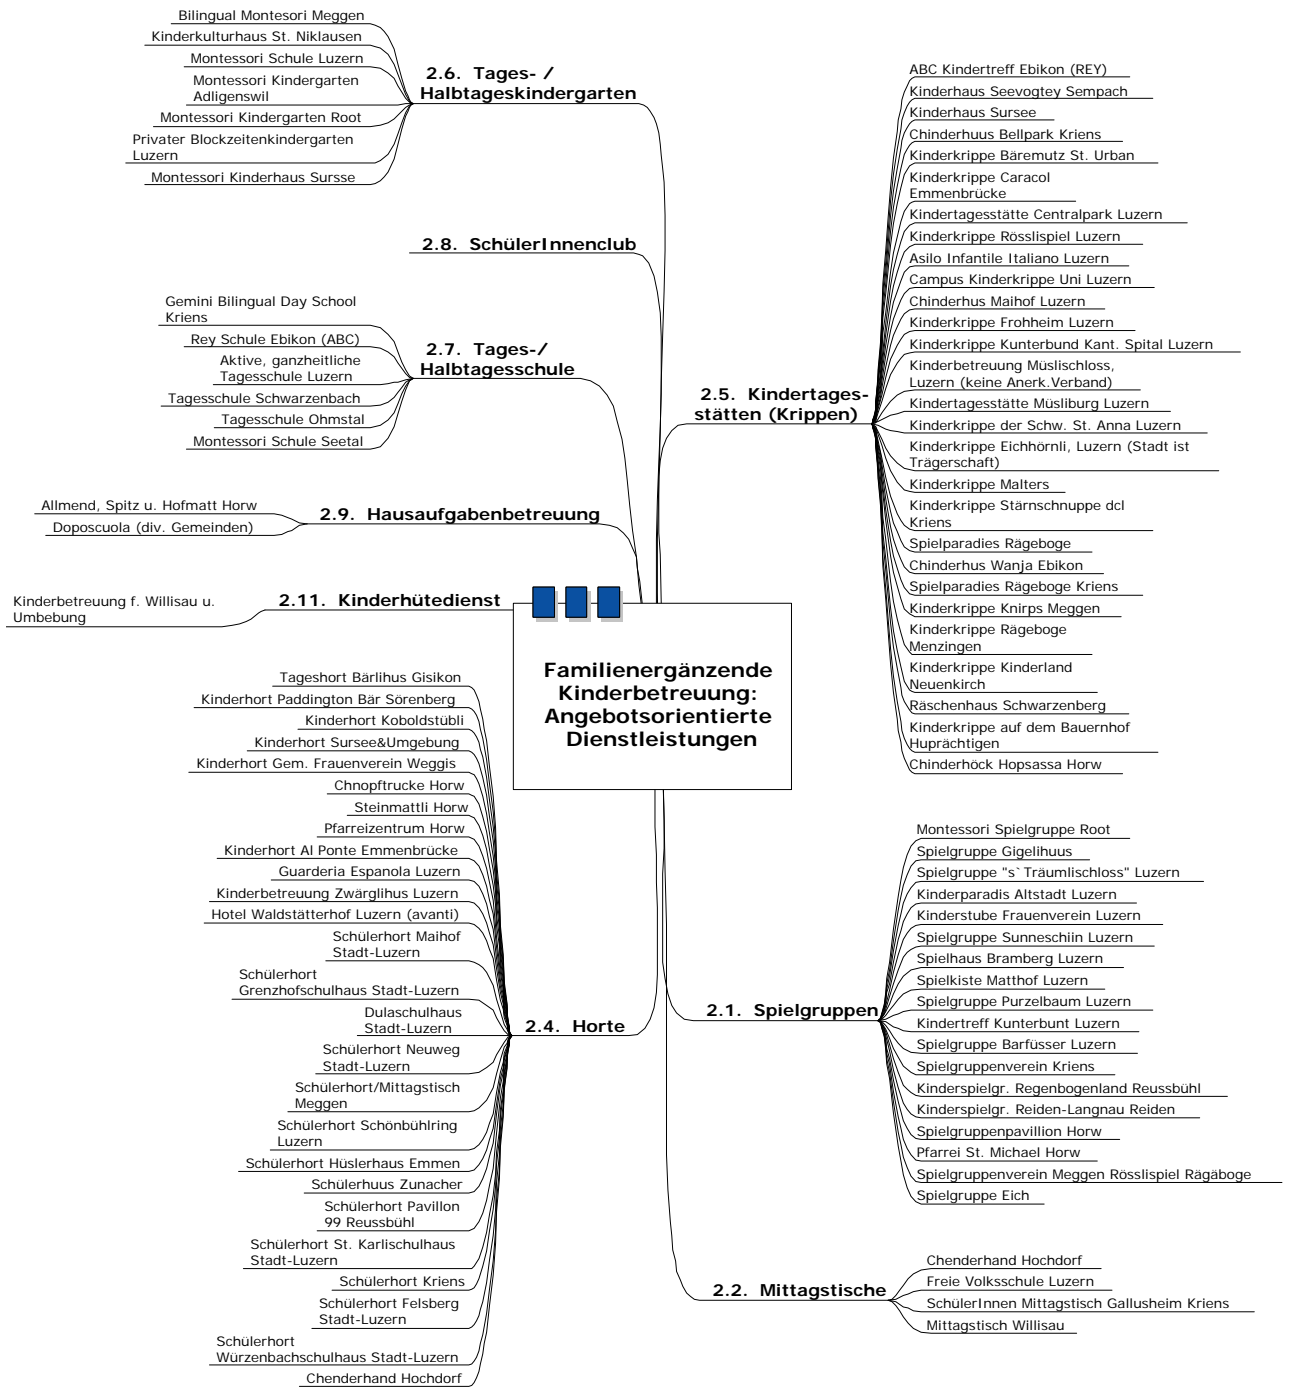 Bilingual Montesori Meggen
Kinderkulturhaus St. Niklausen
Montessori Schule Luzern
Montessori Kindergarten
Adligenswil
Montessori Kindergarten Root
Privater Blockzeitenkindergarten
Luzern
Montessori Kinderhaus Sursse
2.6. Tages- /
Halbtageskindergarten
2.8. SchülerInnenclub
Gemini Bilingual Day School
Kriens
Rey Schule Ebikon (ABC)
Aktive, ganzheitliche
Tagesschule Luzern
Tagesschule Schwarzenbach
Tagesschule Ohmstal
Montessori Schule Seetal
2.7. Tages-/
Halbtagesschule
Allmend, Spitz u. Hofmatt Horw
Doposcuola (div. Gemeinden)
2.9. Hausaufgabenbetreuung
Kinderbetreuung f. Willisau u.
Umbebung
2.11. Kinderhütedienst
Familienergänzende
Kinderbetreuung:
Angebotsorientierte
Dienstleistungen
Tageshort Bärlihus Gisikon
Kinderhort Paddington Bär Sörenberg
Kinderhort Koboldstübli
Kinderhort Sursee&Umgebung
Kinderhort Gem. Frauenverein Weggis
Chnopftrucke Horw
Steinmattli Horw
Pfarreizentrum Horw
Kinderhort Al Ponte Emmenbrücke
Guarderia Espanola Luzern
Kinderbetreuung Zwärglihus Luzern
Hotel Waldstätterhof Luzern (avanti)
Schülerhort Maihof
Stadt-Luzern
Schülerhort
Grenzhofschulhaus Stadt-Luzern
Dulaschulhaus
Stadt-Luzern
Schülerhort Neuweg
Stadt-Luzern
Schülerhort/Mittagstisch
Meggen
Schülerhort Schönbühlring
Luzern
Schülerhort Hüslerhaus Emmen
Schülerhuus Zunacher
Schülerhort Pavillon
99 Reussbühl
Schülerhort St. Karlischulhaus
Stadt-Luzern
Schülerhort Kriens
Schülerhort Felsberg
Stadt-Luzern
Schülerhort
Würzenbachschulhaus Stadt-Luzern
Chenderhand Hochdorf
2.4. Horte
2.5. Kindertages-
stätten (Krippen)
ABC Kindertreff Ebikon (REY)
Kinderhaus Seevogtey Sempach
Kinderhaus Sursee
Chinderhuus Bellpark Kriens
Kinderkrippe Bäremutz St. Urban
Kinderkrippe Caracol
Emmenbrücke
Kindertagesstätte Centralpark Luzern
Kinderkrippe Rösslispiel Luzern
Asilo Infantile Italiano Luzern
Campus Kinderkrippe Uni Luzern
Chinderhus Maihof Luzern
Kinderkrippe Frohheim Luzern
Kinderkrippe Kunterbund Kant. Spital Luzern
Kinderbetreuung Müslischloss,
Luzern (keine Anerk.Verband)
Kindertagesstätte Müsliburg Luzern
Kinderkrippe der Schw. St. Anna Luzern
Kinderkrippe Eichhörnli, Luzern (Stadt ist
Trägerschaft)
Kinderkrippe Malters
Kinderkrippe Stärnschnuppe dcl
Kriens
Spielparadies Rägeboge
Chinderhus Wanja Ebikon
Spielparadies Rägeboge Kriens
Kinderkrippe Knirps Meggen
Kinderkrippe Rägeboge
Menzingen
Kinderkrippe Kinderland
Neuenkirch
Räschenhaus Schwarzenberg
Kinderkrippe auf dem Bauernhof
Huprächtigen
Chinderhöck Hopsassa Horw
2.1. Spielgruppen
Montessori Spielgruppe Root
Spielgruppe Gigelihuus
Spielgruppe "s`Träumlischloss" Luzern
Kinderparadis Altstadt Luzern
Kinderstube Frauenverein Luzern
Spielgruppe Sunneschiin Luzern
Spielhaus Bramberg Luzern
Spielkiste Matthof Luzern
Spielgruppe Purzelbaum Luzern
Kindertreff Kunterbunt Luzern
Spielgruppe Barfüsser Luzern
Spielgruppenverein Kriens
Kinderspielgr. Regenbogenland Reussbühl
Kinderspielgr. Reiden-Langnau Reiden
Spielgruppenpavillion Horw
Pfarrei St. Michael Horw
Spielgruppenverein Meggen Rösslispiel Rägäboge
Spielgruppe Eich
2.2. Mittagstische
Chenderhand Hochdorf
Freie Volksschule Luzern
SchülerInnen Mittagstisch Gallusheim Kriens
Mittagstisch Willisau